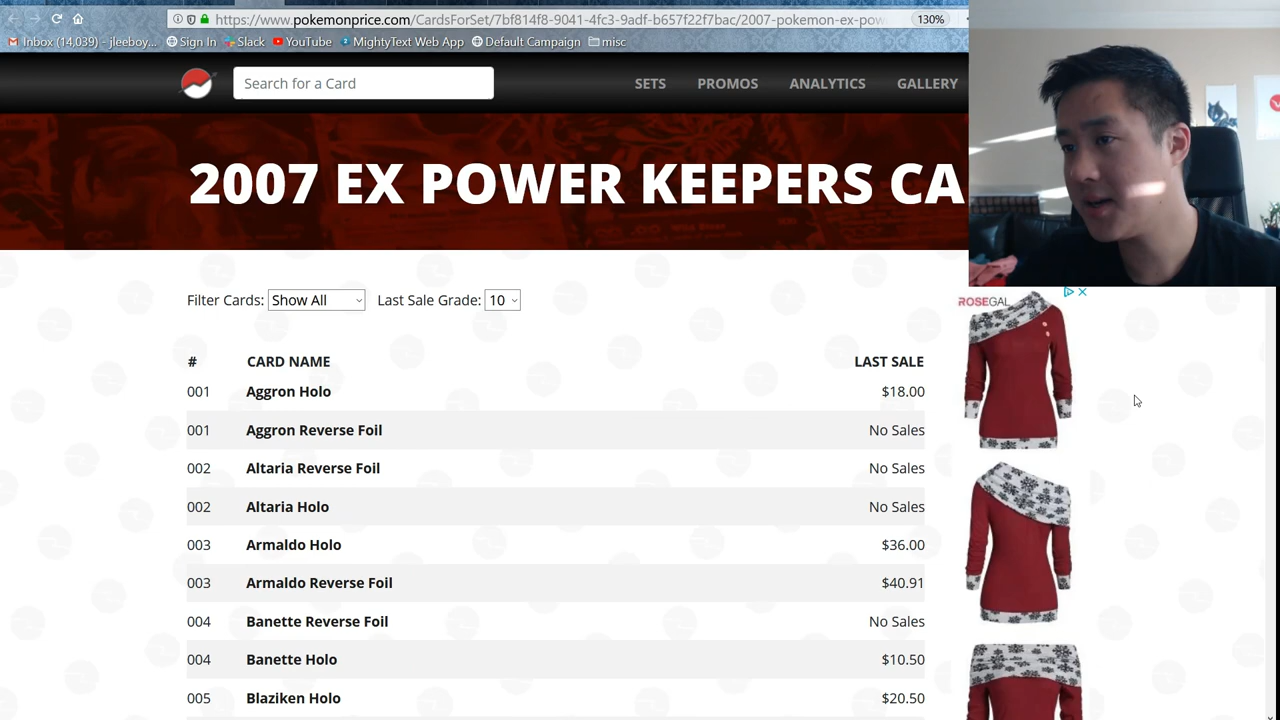 https://www.pokemonprice.com/CardsForSet/7bf814f8-9041-4fc3-9adf-b657f22f7bac/2007-pokemon-ex-pow
130%
Inbox (14,039) - jleeboy... Sign In Slack YouTube MightyText Web App Default Campaign misc
Search for a Card SETS PROMOS ANALYTICS GALLERY
2007 EX POWER KEEPERS CA
Filter Cards: Show All Last Sale Grade: 10
ROSEGAL
# CARD NAME LAST SALE
001 Aggron Holo $18.00
001 Aggron Reverse Foil No Sales
002 Altaria Reverse Foil No Sales
002 Altaria Holo No Sales
003 Armaldo Holo $36.00
003 Armaldo Reverse Foil $40.91
004 Banette Reverse Foil No Sales
004 Banette Holo $10.50
005 Blaziken Holo $20.50